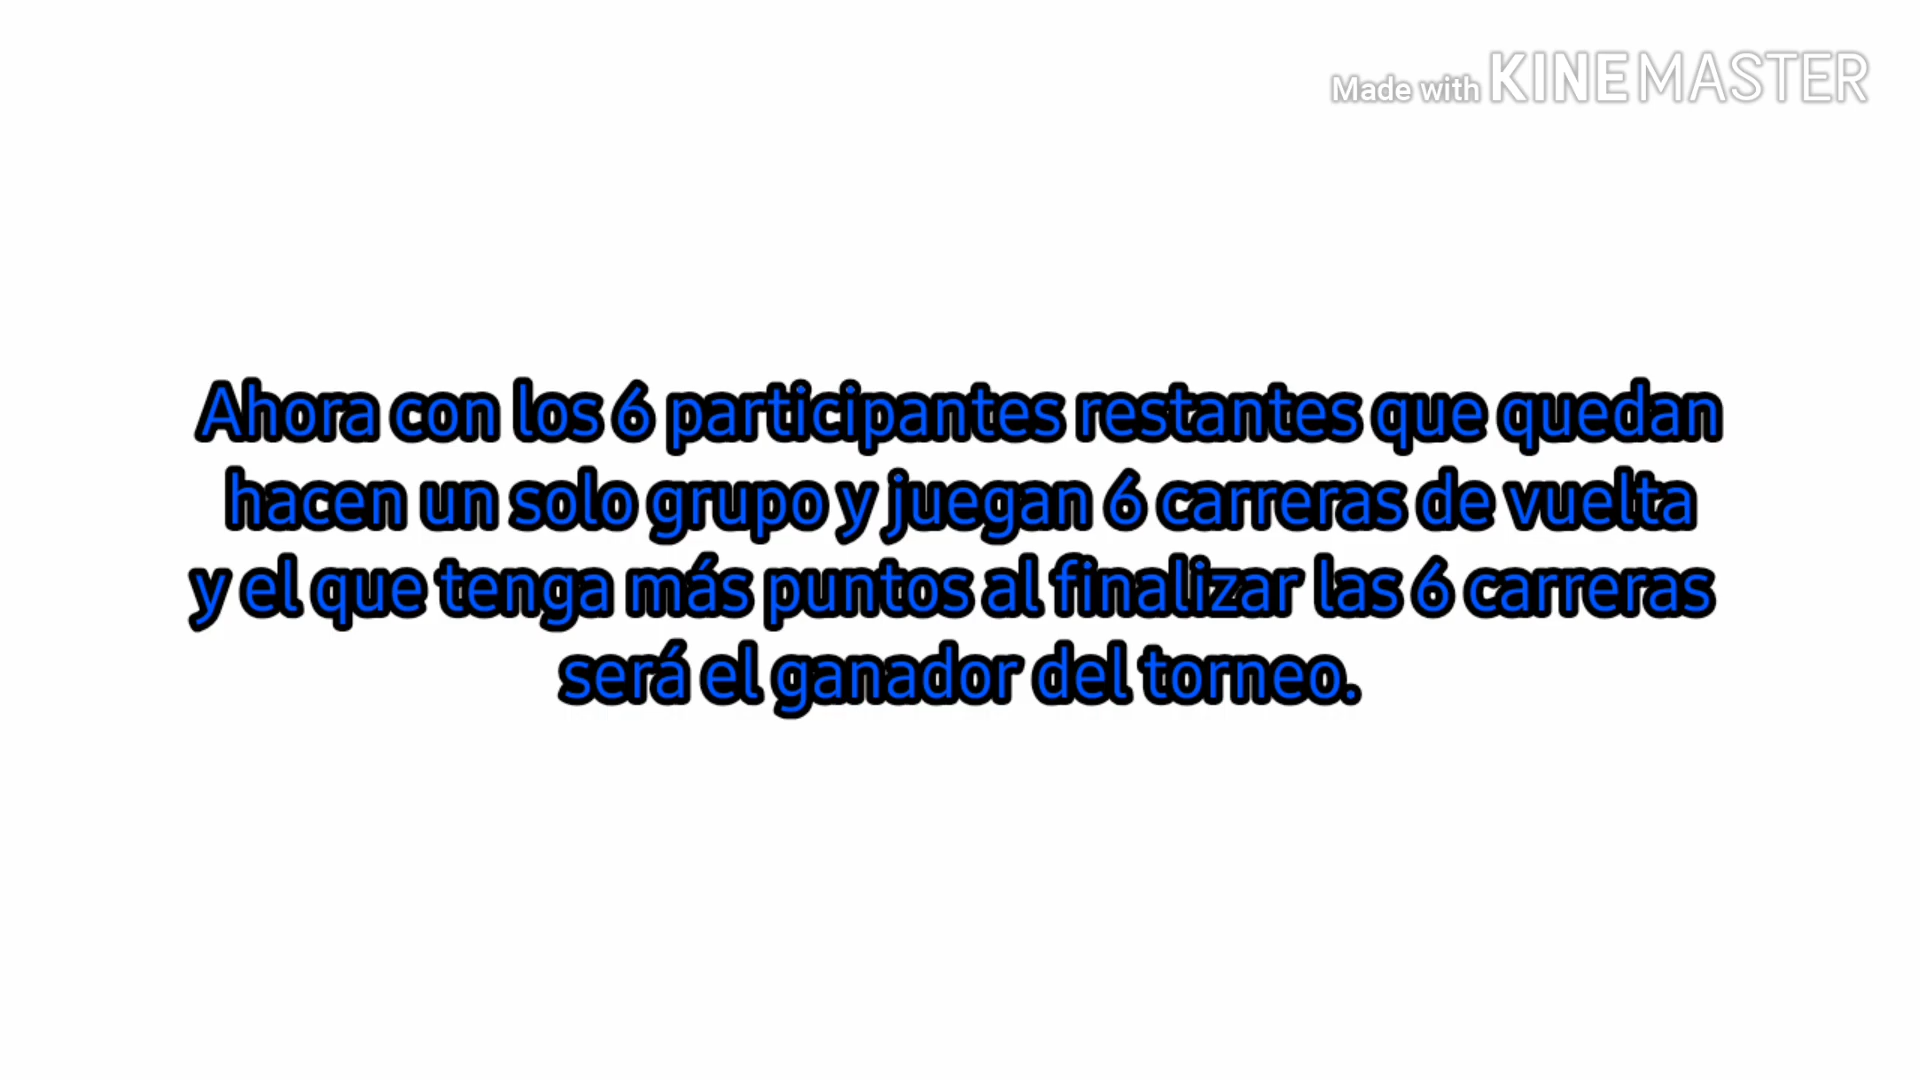 Made with KINEMASTER
Ahora con los 6 participantes restantes que quedan
hacen un solo grupo y juegan 6 carreras de vuelta
y el que tenga más puntos al finalizar las 6 carreras
será el ganador del torneo.